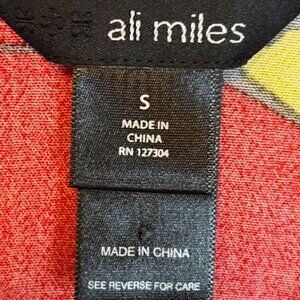 ali miles
S
MADE IN
CHINA
RN 127304
MADE IN CHINA
SEE REVERSE FOR CARE